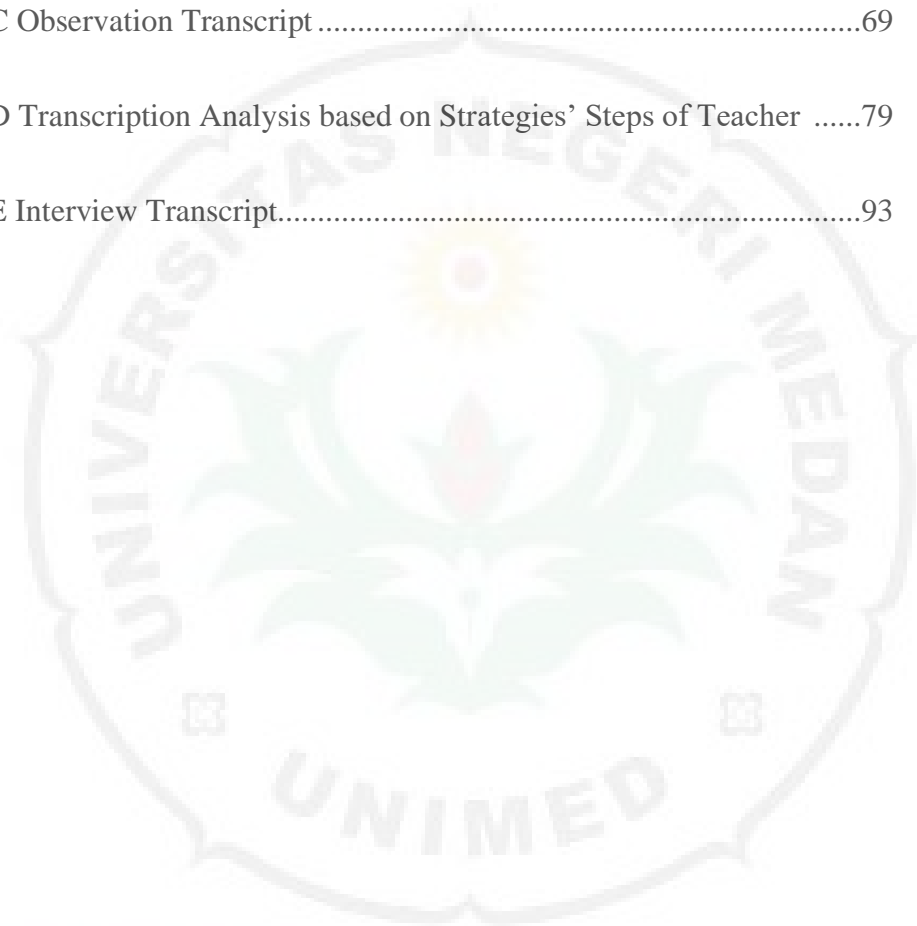 C Observation Transcript ....................................................................69
D Transcription Analysis based on Strategies’ Steps of Teacher ......79
E Interview Transcript.........................................................................93
UNIVERSITAS NEGERI MEDAN
UNIMED